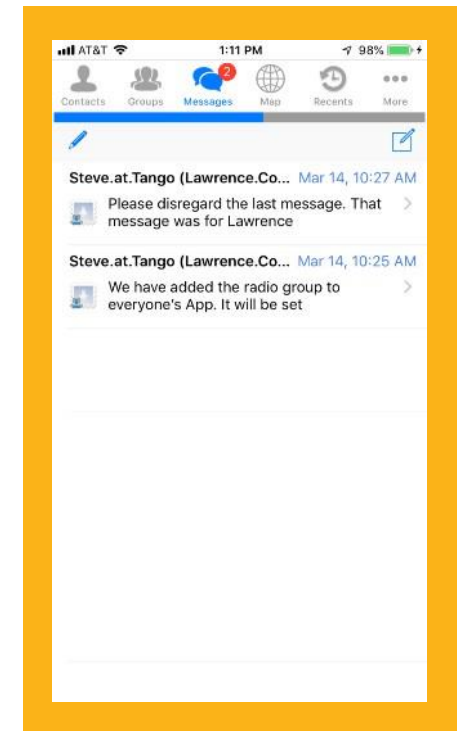 AT&T 1:11 PM 98%
2
Contacts Groups Messages Map Recents More
Steve.at.Tango (Lawrence.Co... Mar 14, 10:27 AM
Please disregard the last message. That
message was for Lawrence
Steve.at.Tango (Lawrence.Co... Mar 14, 10:25 AM
We have added the radio group to
everyone's App. It will be set